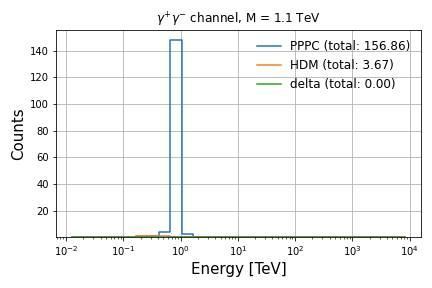 γ⁺γ⁻ channel, M = 1.1 TeV
PPPC (total: 156.86)
HDM (total: 3.67)
delta (total: 0.00)
Counts
140
120
100
80
60
40
20
10⁻² 10⁻¹ 10⁰ 10¹ 10² 10³ 10⁴
Energy [TeV]